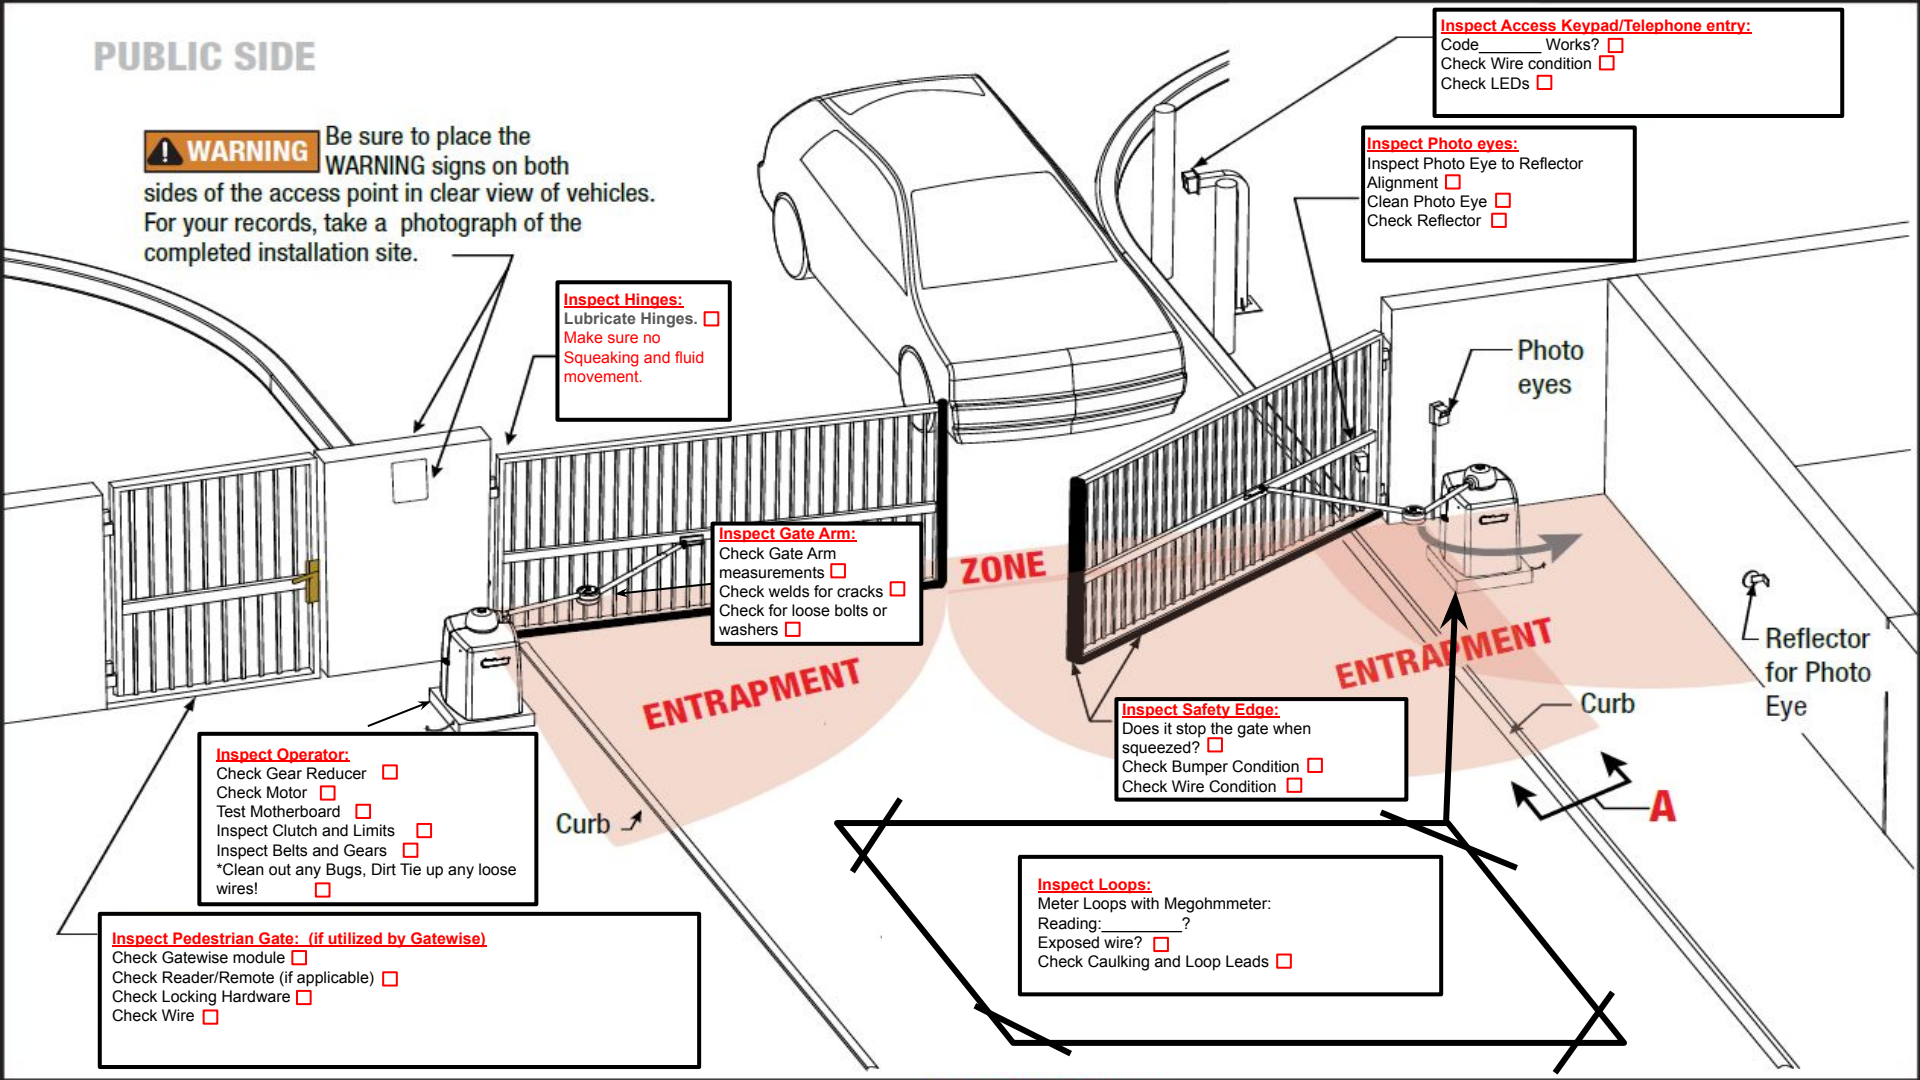 PUBLIC SIDE
WARNING Be sure to place the
WARNING signs on both
sides of the access point in clear view of vehicles.
For your records, take a photograph of the
completed installation site.
Inspect Access Keypad/Telephone entry:
Code_______ Works?
Check Wire condition
Check LEDs
Inspect Photo eyes:
Inspect Photo Eye to Reflector
Alignment
Clean Photo Eye
Check Reflector
Inspect Hinges:
Lubricate Hinges.
Make sure no
Squeaking and fluid
movement.
Photo
eyes
Inspect Gate Arm:
Check Gate Arm
measurements
Check welds for cracks
Check for loose bolts or
washers
ZONE
ENTRAPMENT
ENTRAPMENT
Reflector
for Photo
Eye
Curb
Inspect Safety Edge:
Does it stop the gate when
squeezed?
Check Bumper Condition
Check Wire Condition
A
Inspect Operator:
Check Gear Reducer
Check Motor
Test Motherboard
Inspect Clutch and Limits
Inspect Belts and Gears
*Clean out any Bugs, Dirt Tie up any loose
wires!
Curb
Inspect Loops:
Meter Loops with Megohmmeter:
Reading:_________?
Exposed wire?
Check Caulking and Loop Leads
Inspect Pedestrian Gate: (if utilized by Gatewise)
Check Gatewise module
Check Reader/Remote (if applicable)
Check Locking Hardware
Check Wire